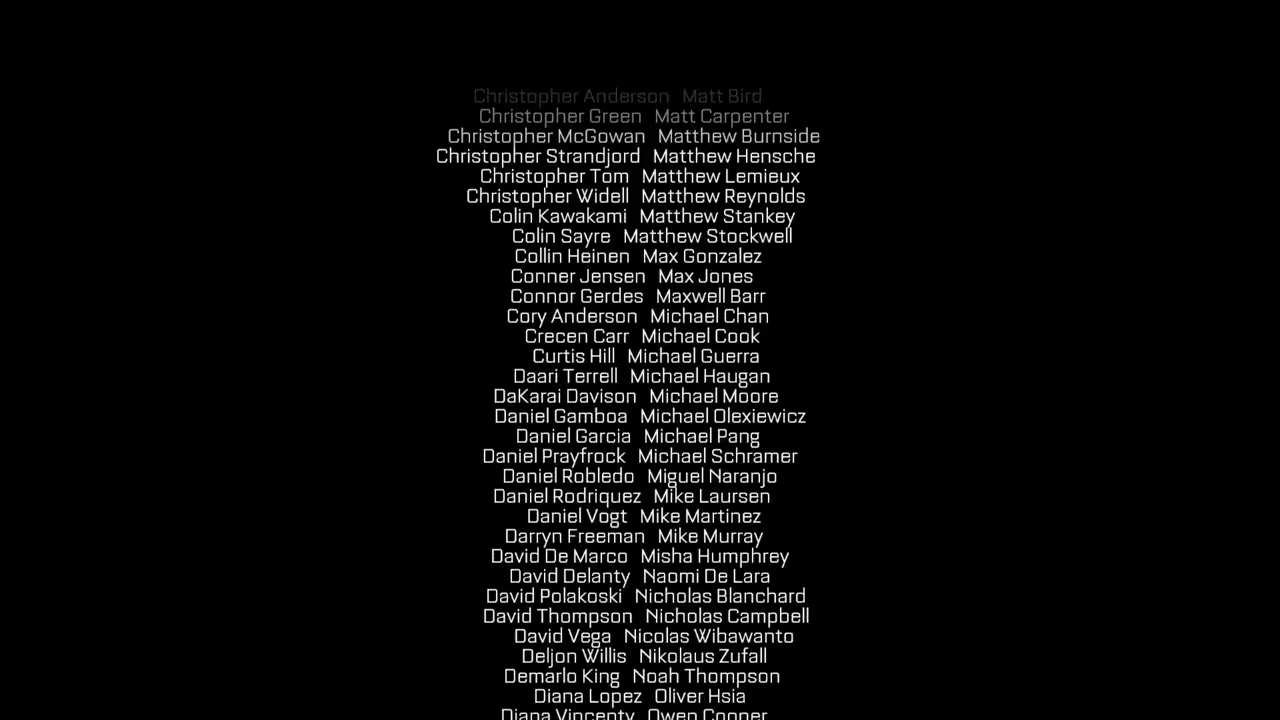 Christopher Anderson Matt Bird
Christopher Green Matt Carpenter
Christopher McGowan Matthew Burnside
Christopher Strandjord Matthew Hensche
Christopher Tom Matthew Lemieux
Christopher Widell Matthew Reynolds
Colin Kawakami Matthew Stankey
Colin Sayre Matthew Stockwell
Collin Heinen Max Gonzalez
Conner Jensen Max Jones
Connor Gerdes Maxwell Barr
Cory Anderson Michael Chan
Crecen Carr Michael Cook
Curtis Hill Michael Guerra
Daari Terrell Michael Haugan
DaKarai Davison Michael Moore
Daniel Gamboa Michael Olexiewicz
Daniel Garcia Michael Pang
Daniel Prayfrock Michael Schramer
Daniel Robledo Miguel Naranjo
Daniel Rodriquez Mike Laursen
Daniel Vogt Mike Martinez
Darryn Freeman Mike Murray
David De Marco Misha Humphrey
David Delanty Naomi De Lara
David Polakoski Nicholas Blanchard
David Thompson Nicholas Campbell
David Vega Nicolas Wibawanto
Deljon Willis Nikolaus Zufall
Demarlo King Noah Thompson
Diana Lopez Oliver Hsia
Diana Vincenty Owen Cooper